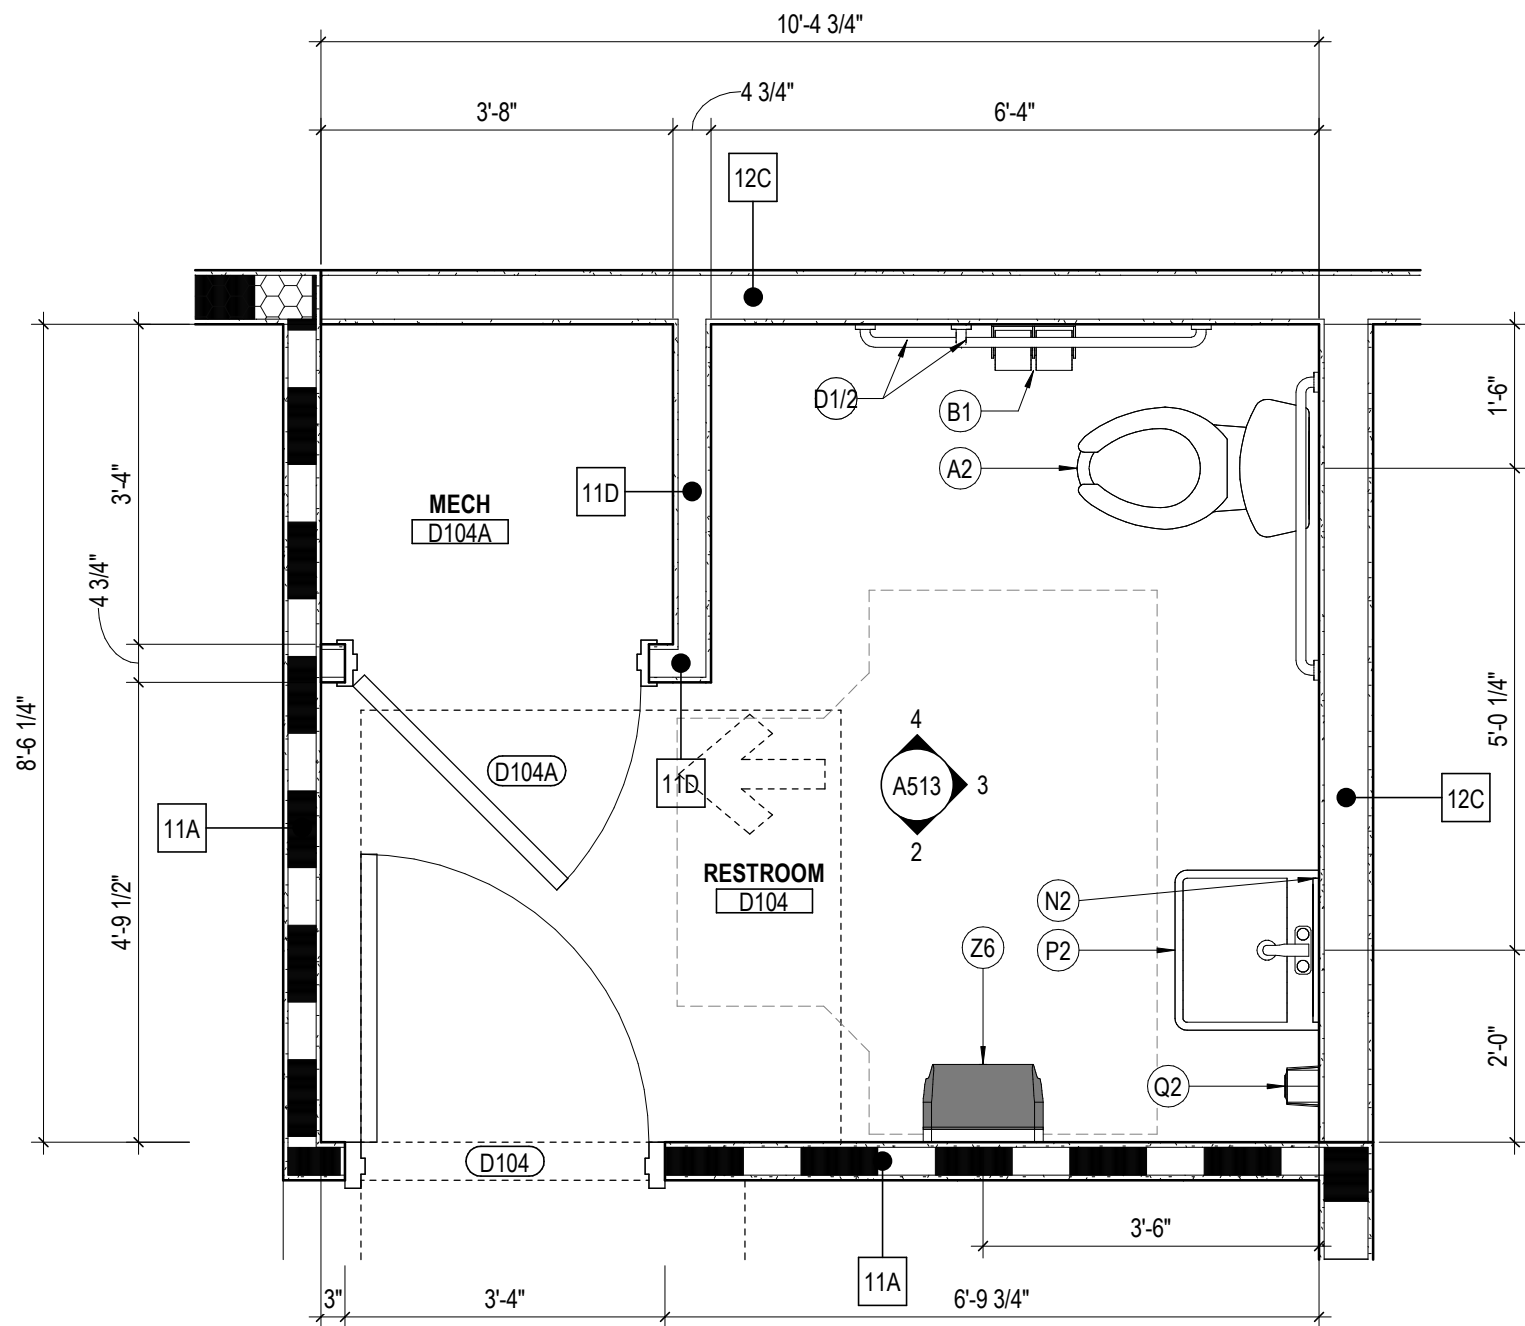 10'-4 3/4"
3'-8"
4 3/4"
6'-4"
12C
1'-6"
D1/2
B1
A2
3'-4"
11D
MECH
D104A
4 3/4"
8'-6 1/4"
5'-0 1/4"
4
D104A
11D
A513
3
12C
11A
2
RESTROOM
D104
4'-9 1/2"
N2
Z6
P2
2'-0"
Q2
D104
3'-6"
11A
3"
3'-4"
6'-9 3/4"